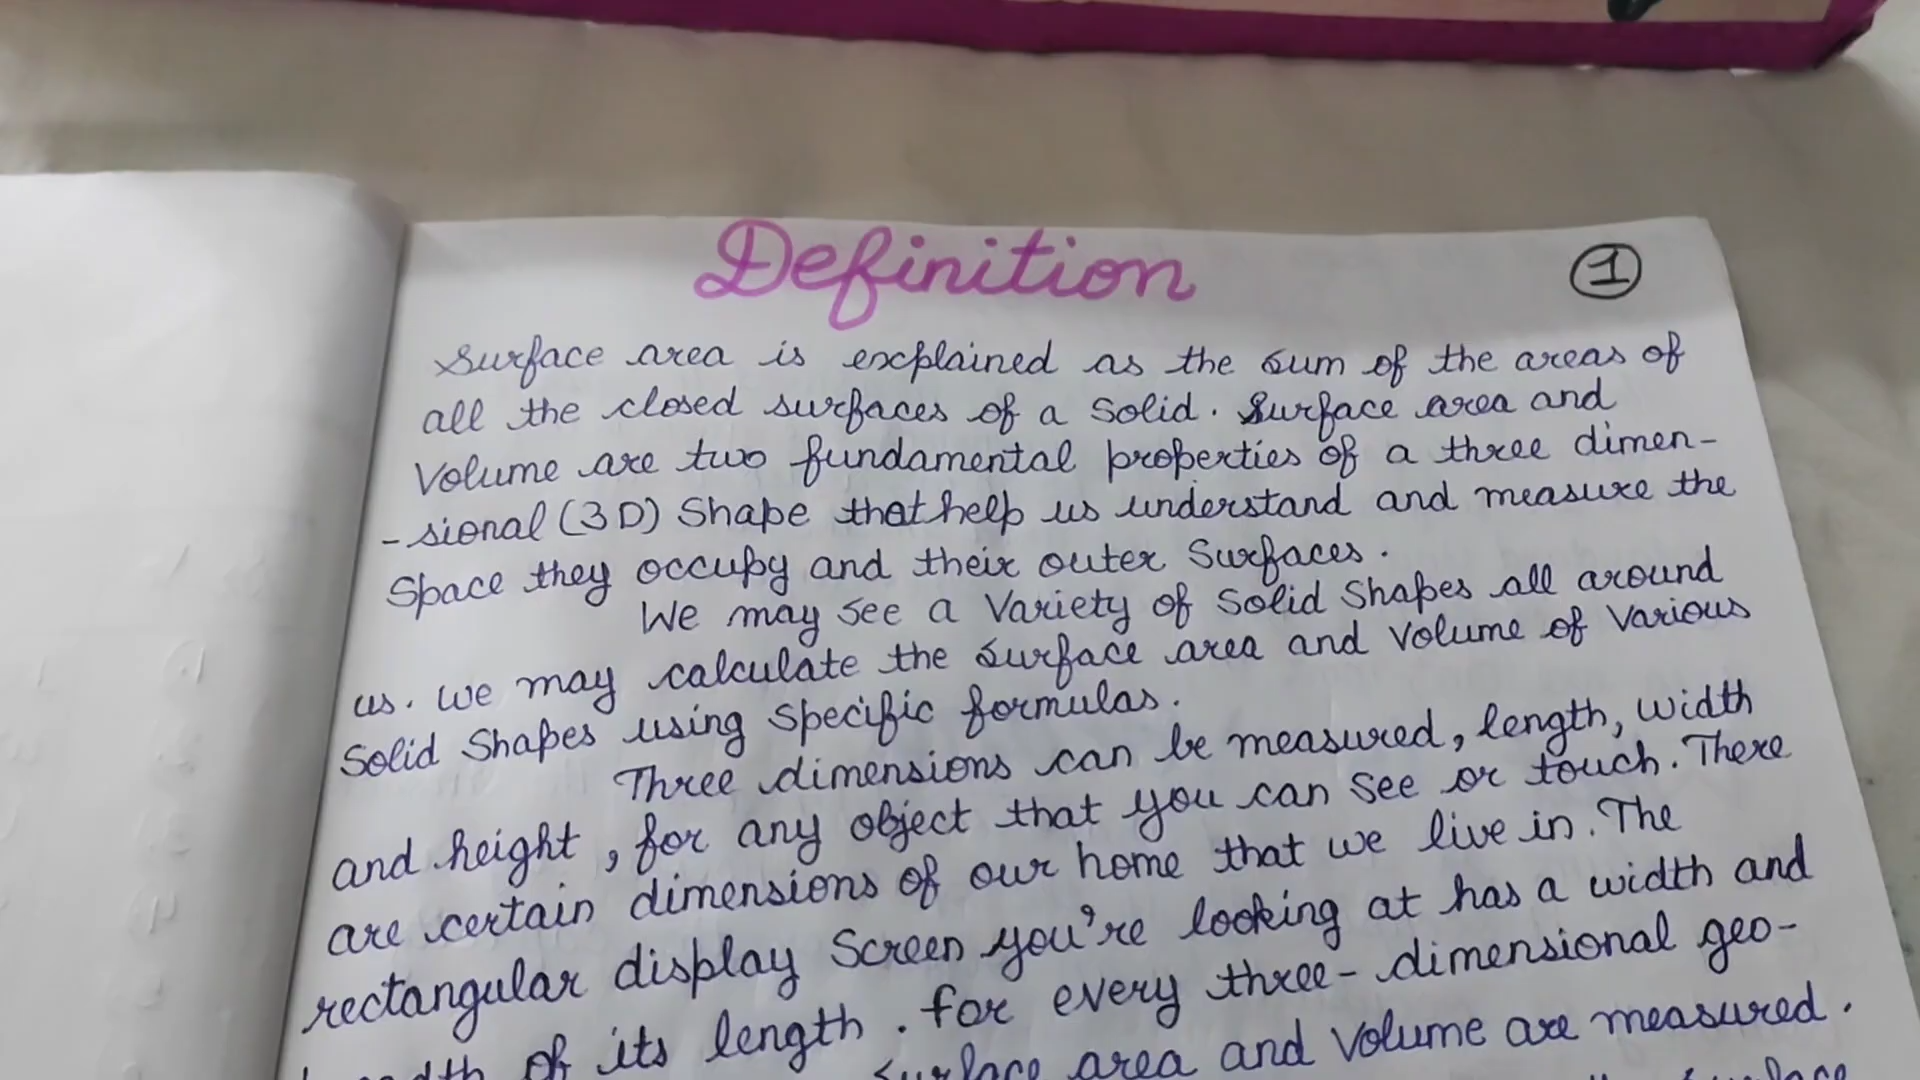 Definition
1
Surface area is explained as the sum of the areas of
all the closed surfaces of a solid. Surface area and
Volume are two fundamental properties of a three dimen-
-sional (3D) Shape that help us understand and measure the
Space they occupy and their outer Surfaces.
We may see a Variety of Solid Shapes all around
us. We may calculate the surface area and Volume of Various
Solid Shapes using Specific formulas.
Three dimensions can be measured, length, width
and height, for any object that you can See or touch. There
are certain dimensions of our home that we live in. The
rectangular display Screen you're looking at has a width and
of its length. For every three-dimensional geo-
surface area and Volume are measured.